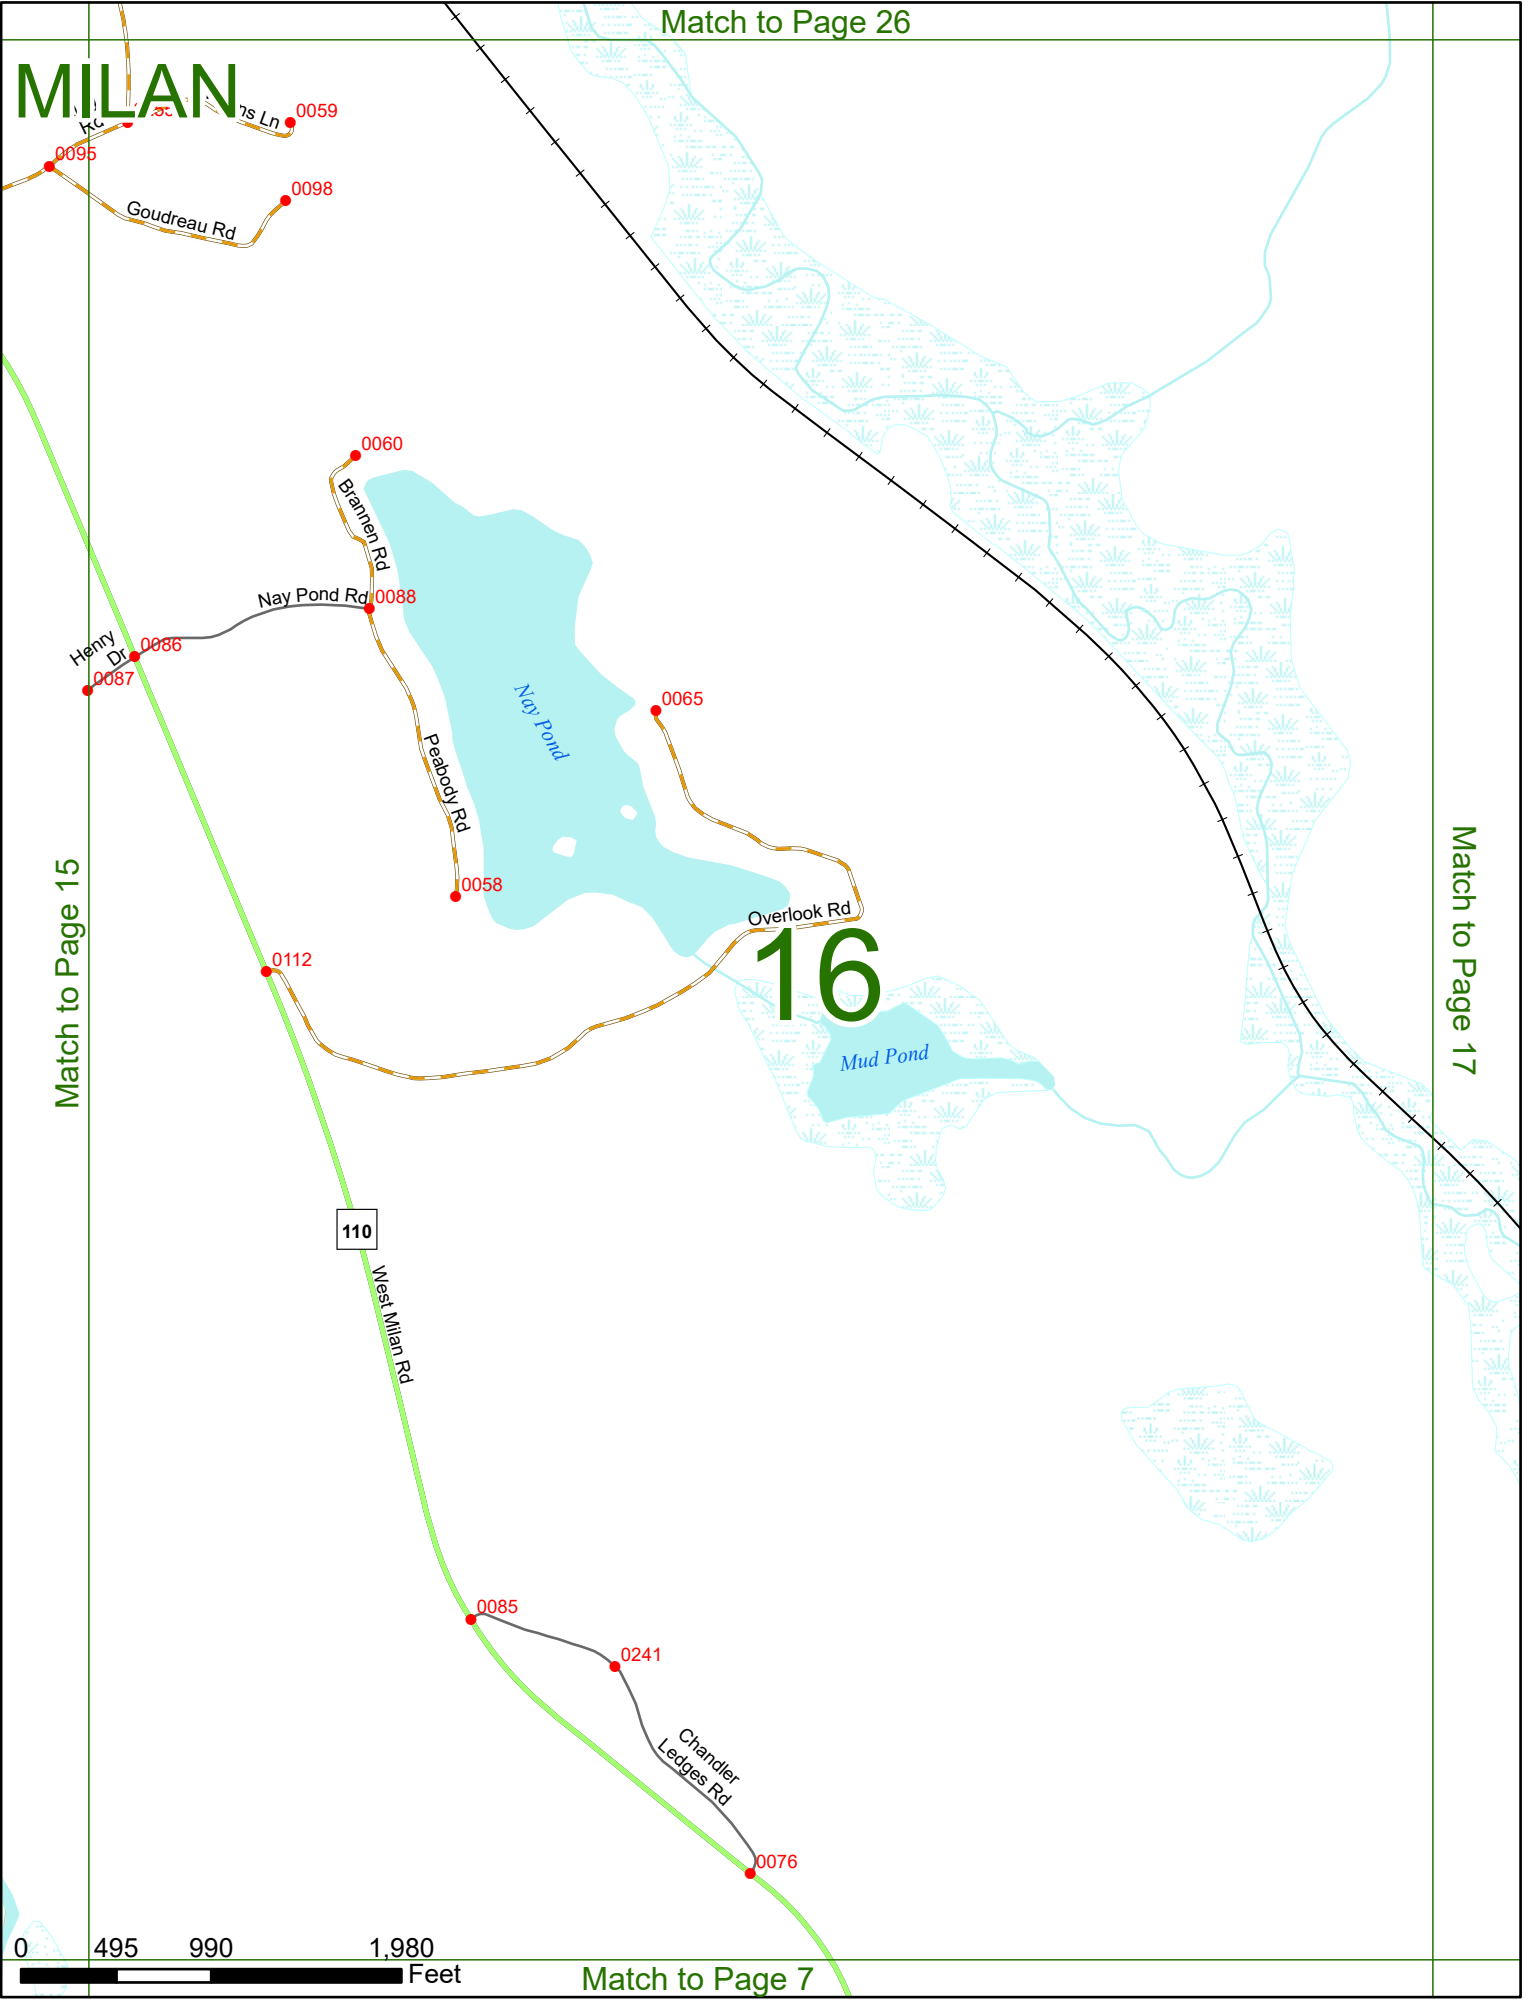 Match to Page 26
MILAN
Rd
Ln
0059
0095
0098
Goudreau Rd
0060
Brannen Rd
Nay Pond Rd
0088
Henry
Dr
0086
0087
Nay Pond
0065
Peabody Rd
0058
Overlook Rd
16
0112
Mud Pond
Match to Page 15
Match to Page 17
110
West Milan Rd
0085
0241
Chandler
Ledges Rd
0076
0 495 990 1,980
Feet
Match to Page 7